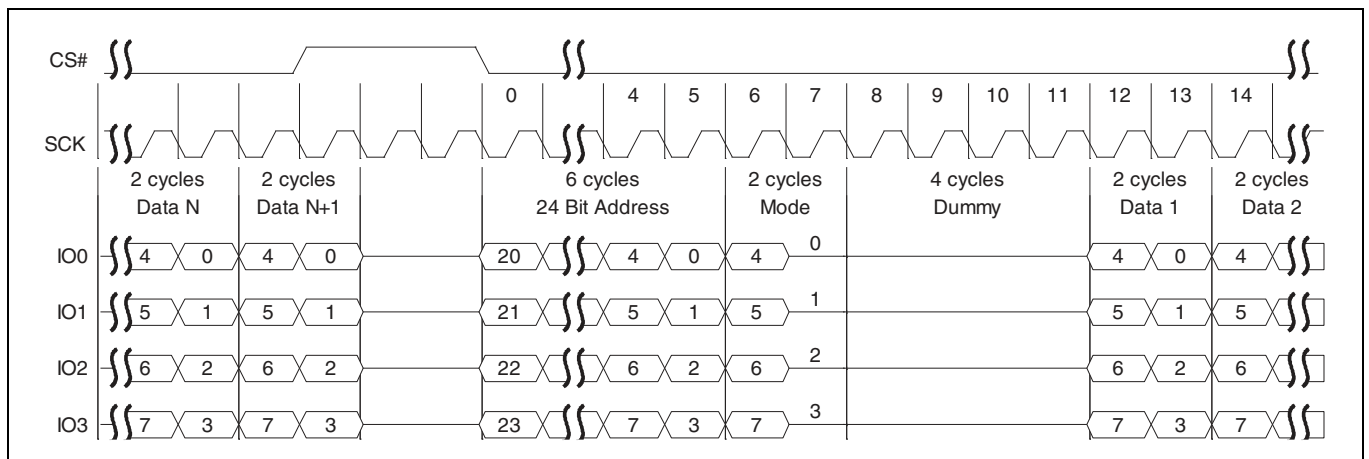 CS#
0 4 5 6 7 8 9 10 11 12 13 14
SCK
2 cycles 2 cycles 6 cycles 2 cycles 4 cycles 2 cycles 2 cycles
Data N Data N+1 24 Bit Address Mode Dummy Data 1 Data 2
IO0 4 0 4 0 20 4 0 4 0 4 0 4
IO1 5 1 5 1 21 5 1 5 1 5 1 5
IO2 6 2 6 2 22 6 2 6 2 6 2 6
IO3 7 3 7 3 23 7 3 7 3 7 3 7